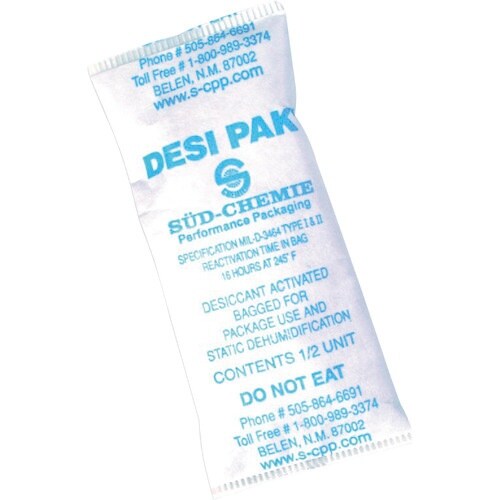 Phone # 505-864-6691
Toll Free # 1-800-989-3374
BELEN, N.M. 87002
www.s-cpp.com
DESI PAK
S
SÜD-CHEMIE
Performance Packaging
SPECIFICATION MIL-D-3464 TYPE I & II
REACTIVATION TIME IN BAG
16 HOURS AT 245° F
DESICCANT ACTIVATED
BAGGED FOR
PACKAGE USE AND
STATIC DEHUMIDIFICATION
CONTENTS 1/2 UNIT
DO NOT EAT
Phone # 505-864-6691
Toll Free # 1-800-989-3374
BELEN, N.M. 87002
www.s-cpp.com